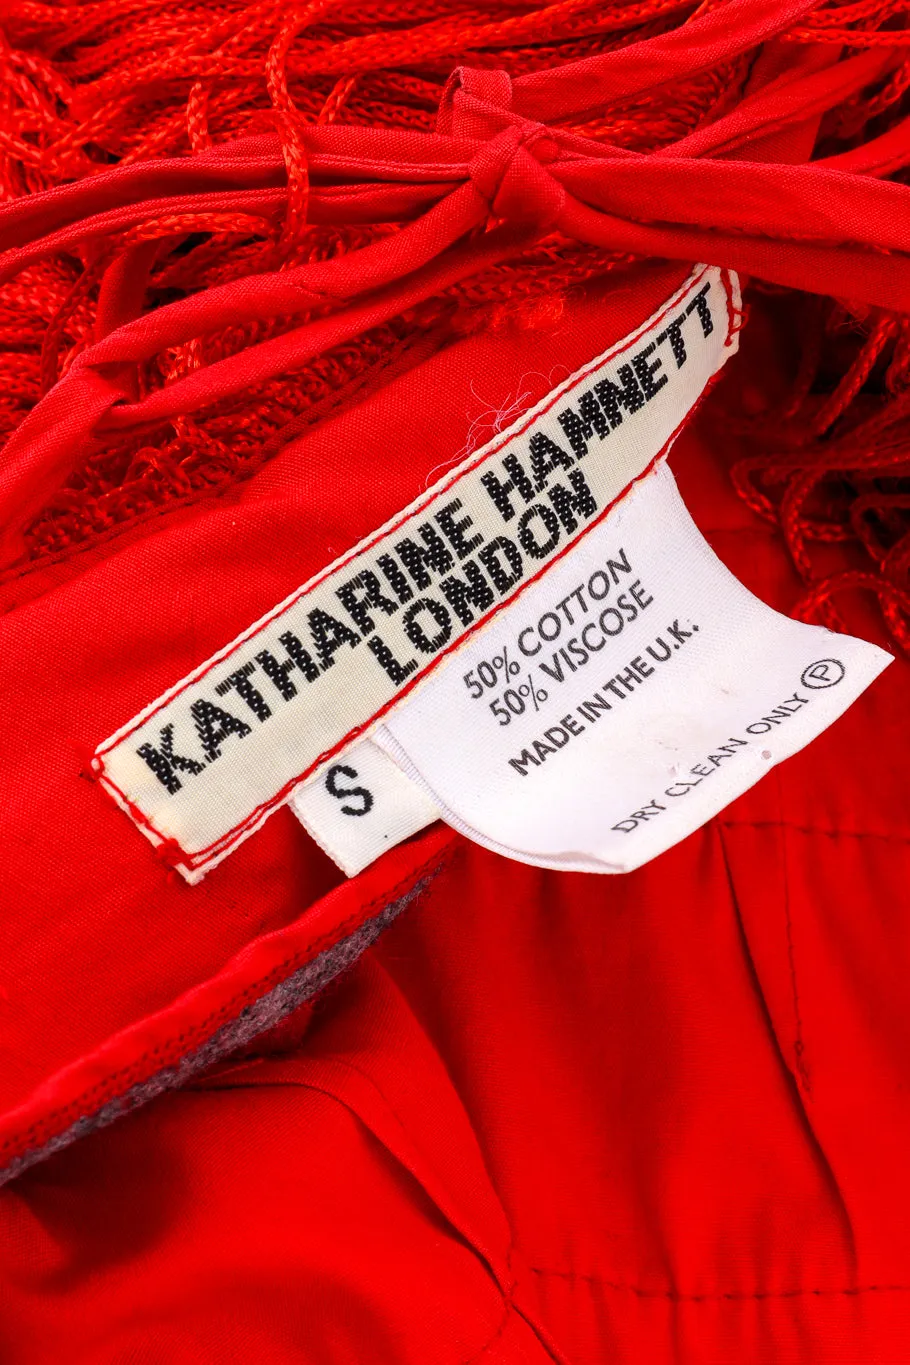 KATHARINE HAMNETT
LONDON
50% COTTON
50% VISCOSE
MADE IN THE U.K.
DRY CLEAN ONLY Ⓟ
S